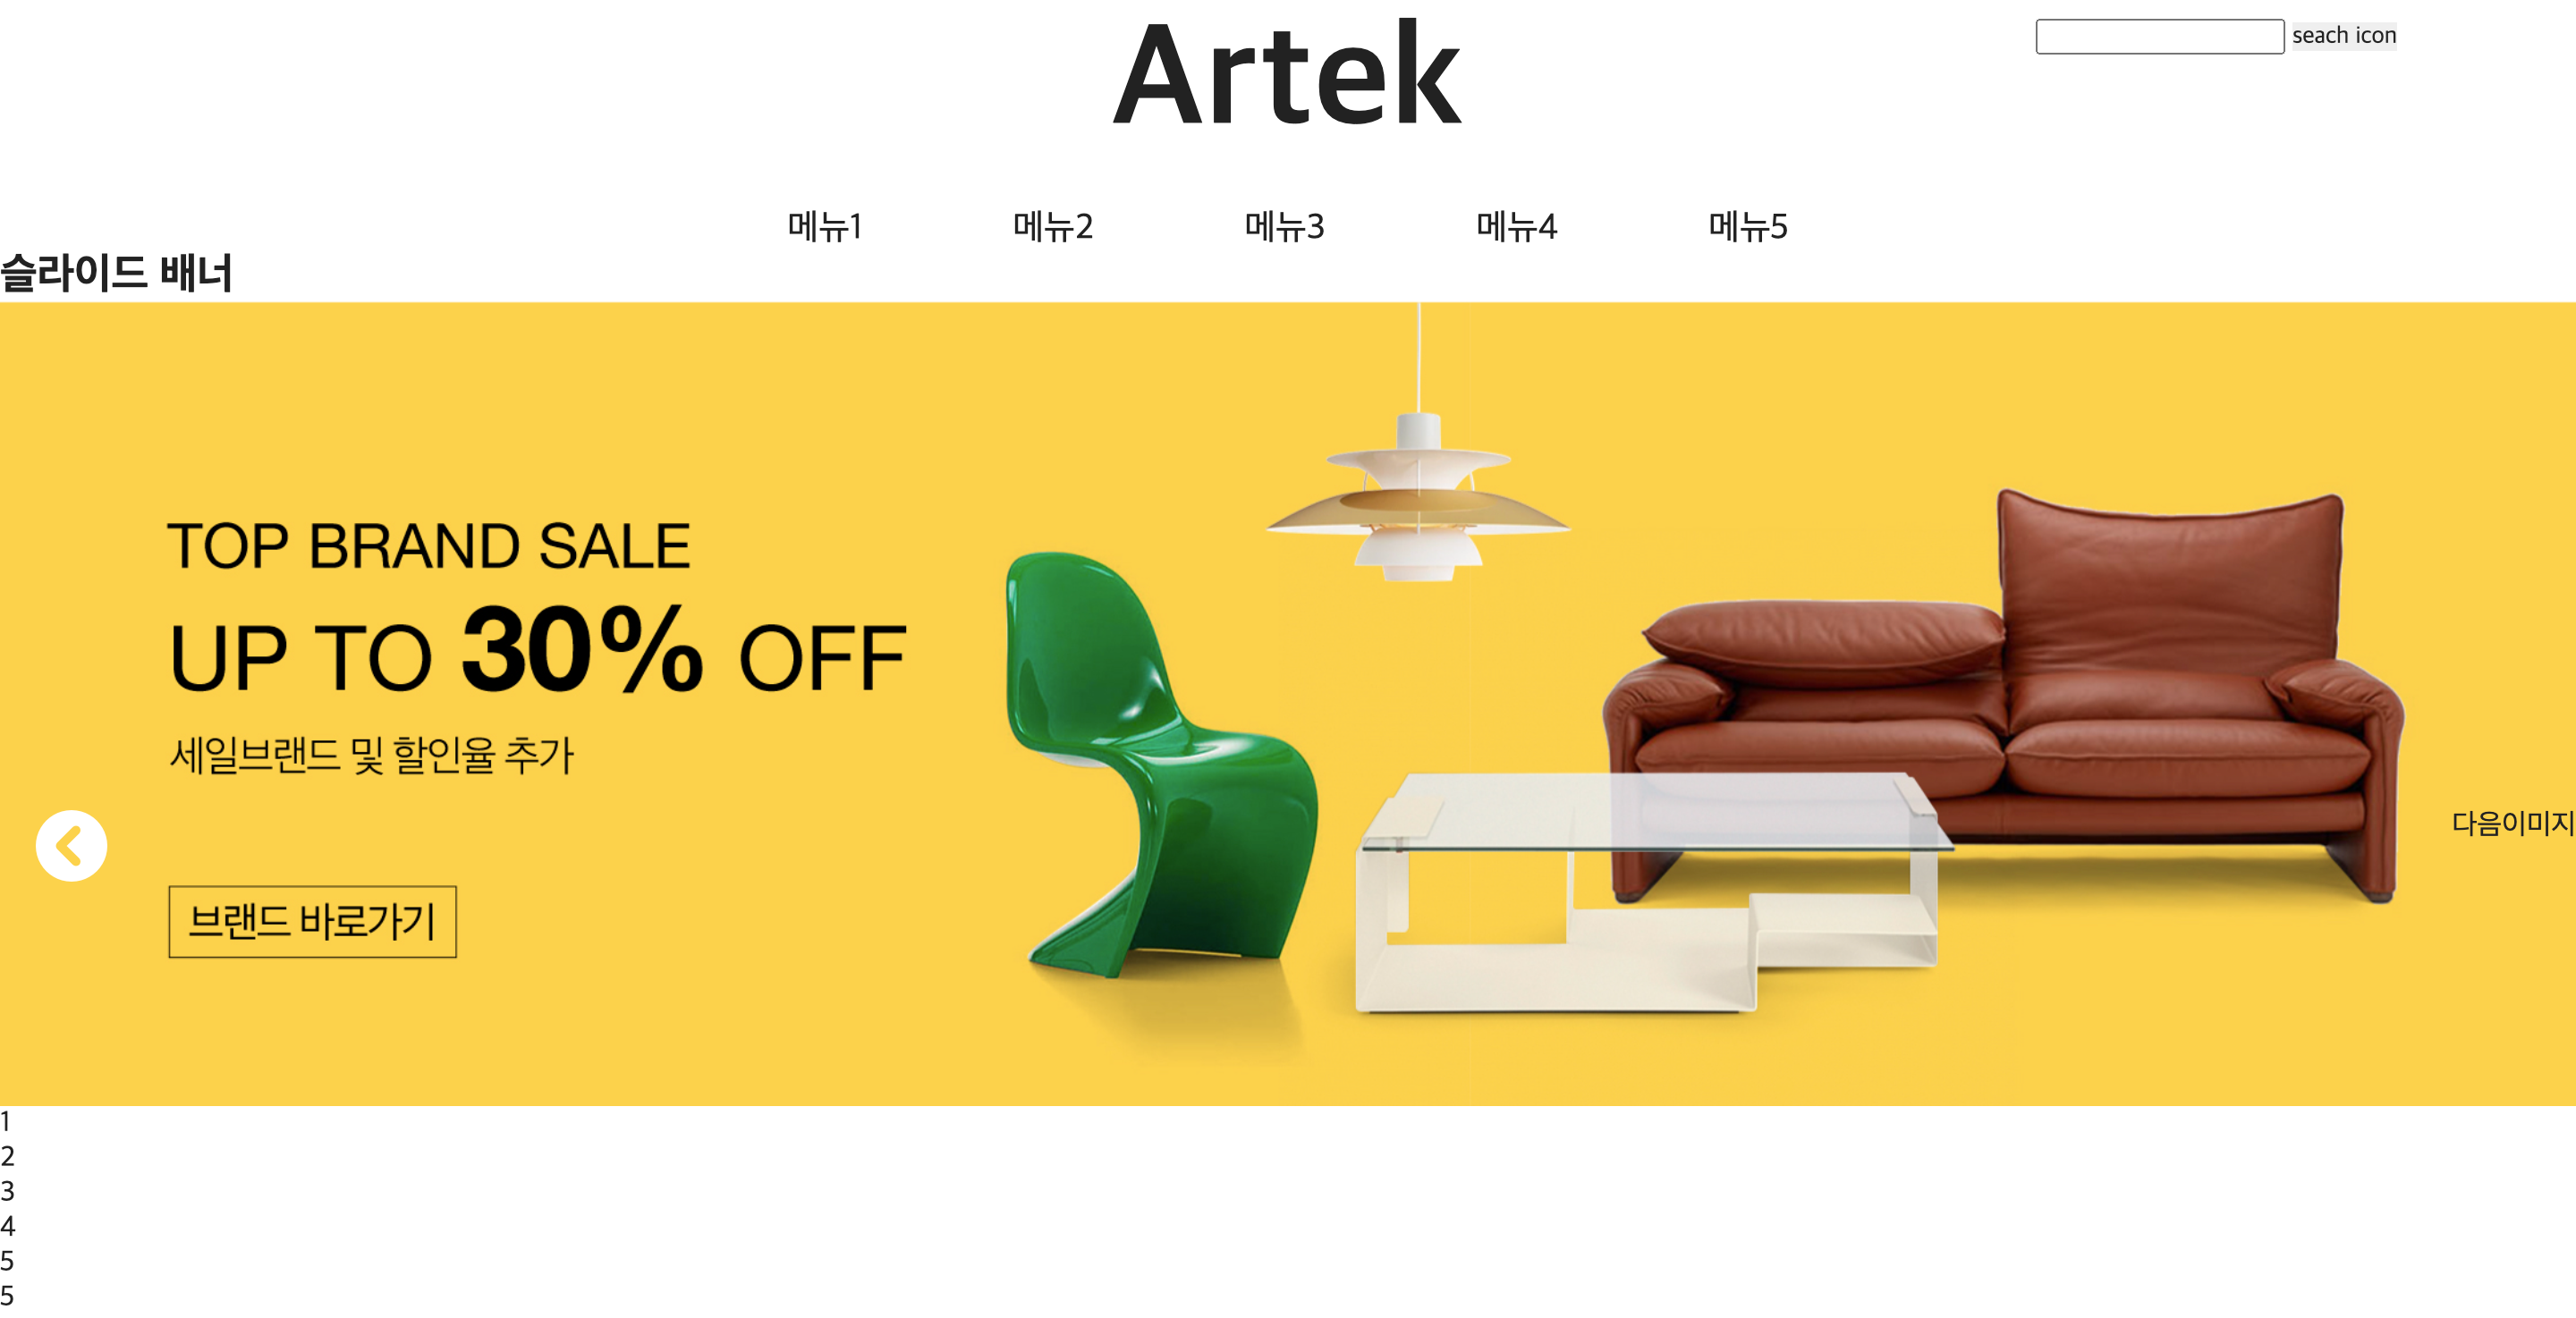 Artek
seach icon
메뉴1 메뉴2 메뉴3 메뉴4 메뉴5
슬라이드 배너
TOP BRAND SALE
UP TO 30% OFF
세일브랜드 및 할인율 추가
다음이미지
브랜드 바로가기
1
2
3
4
5
5